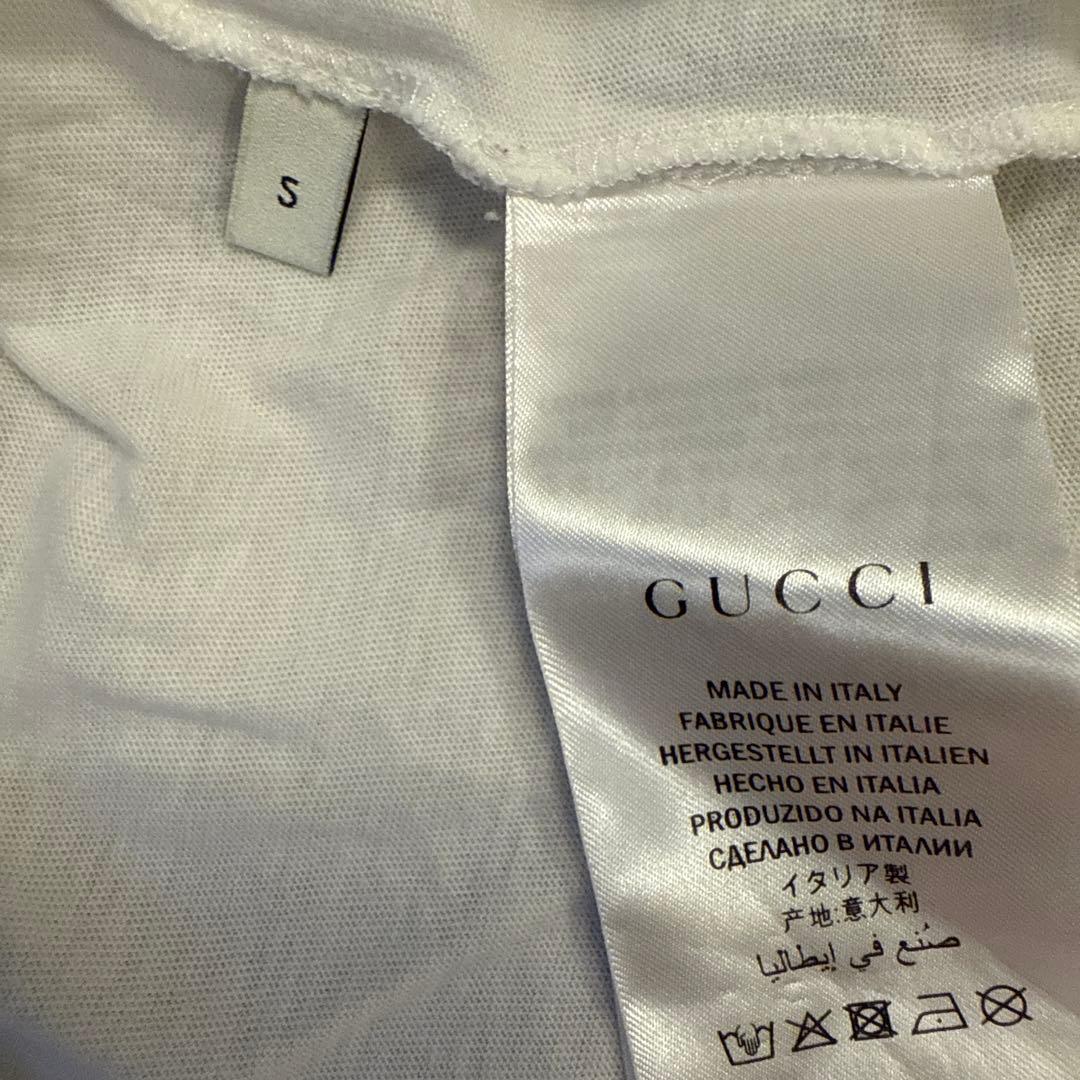 S
GUCCI
MADE IN ITALY
FABRIQUE EN ITALIE
HERGESTELLT IN ITALIEN
HECHO EN ITALIA
PRODUZIDO NA ITALIA
СДЕЛАНО В ИТАЛИИ
イタリア製
产地:意大利
صُنع في إيطاليا